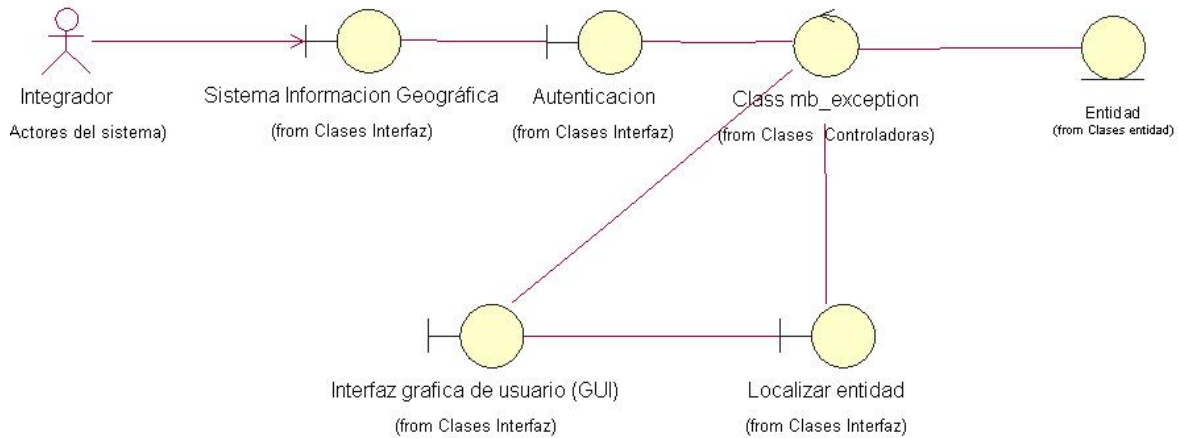 Integrador
Actores del sistema)
Sistema Informacion Geográfica
(from Clases Interfaz)
Autenticacion
(from Clases Interfaz)
Class mb_exception
(from Clases Controladoras)
Entidad
(from Clases entidad)
Interfaz grafica de usuario (GUI)
(from Clases Interfaz)
Localizar entidad
(from Clases Interfaz)